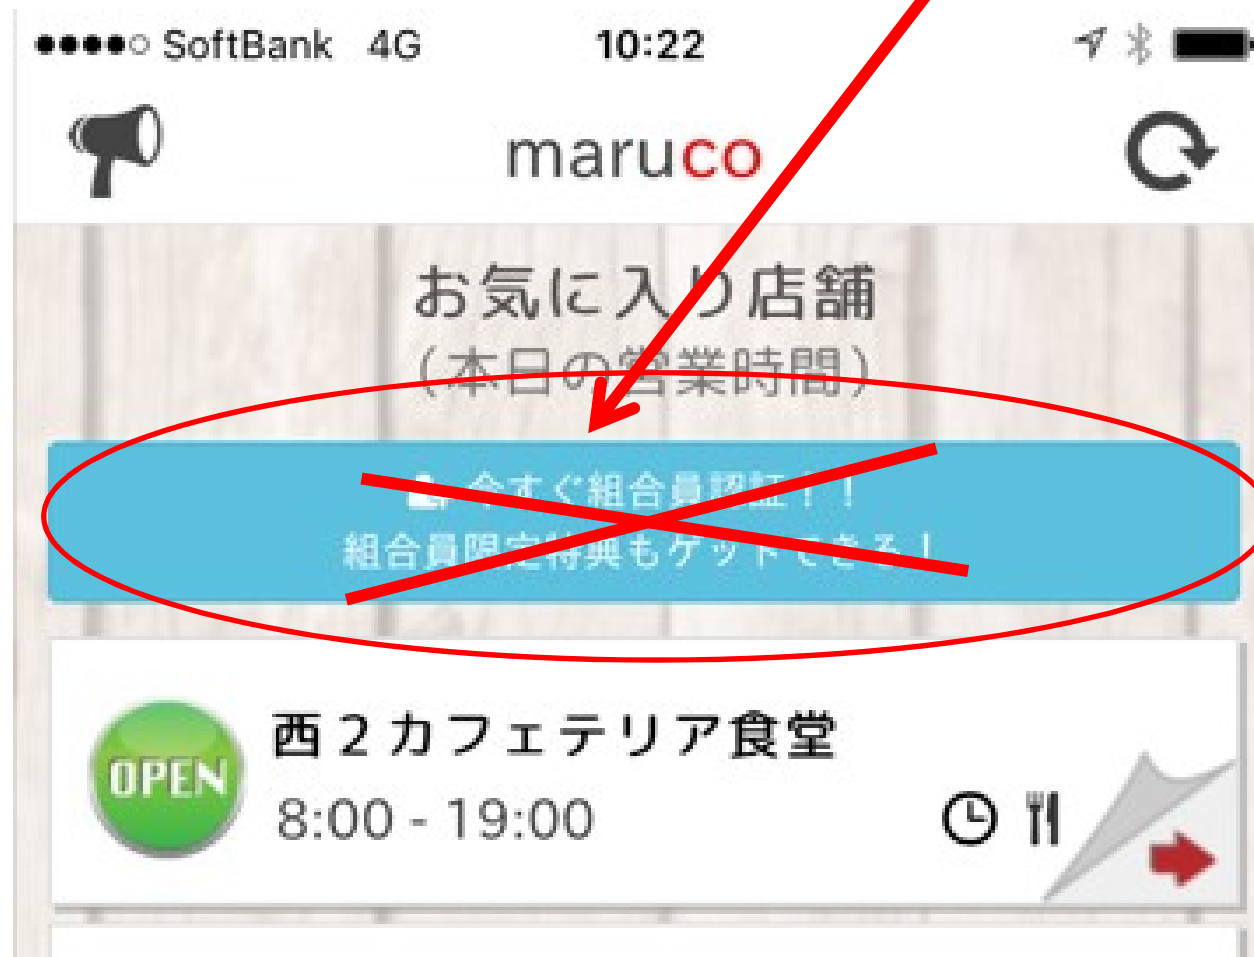 SoftBank 4G 10:22
maruco
お気に入り店舗
(本日の営業時間)
今すぐ組合員認証！！
組合員限定特典もゲットできる！
OPEN
西２カフェテリア食堂
8:00 - 19:00